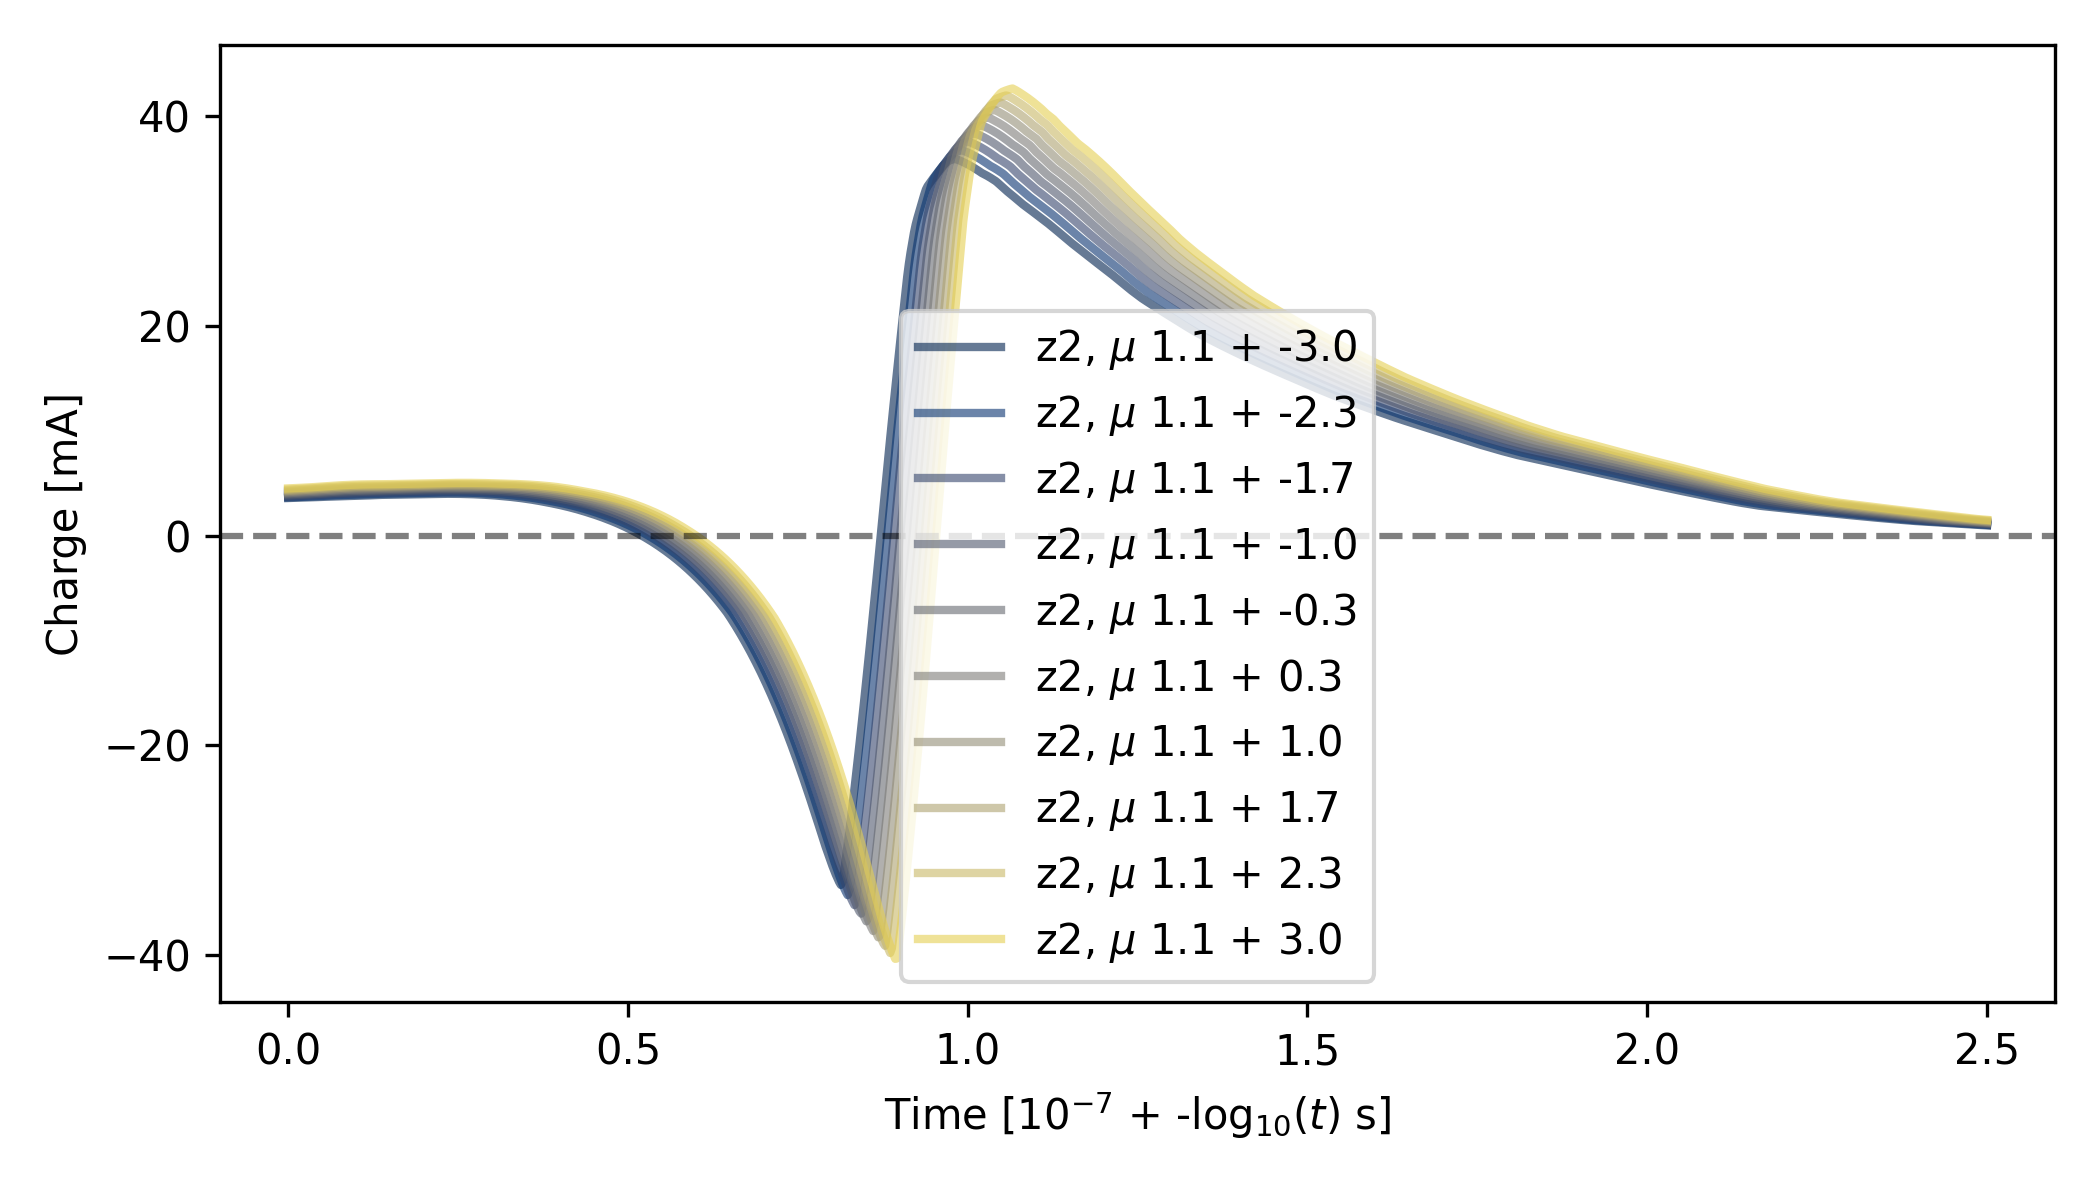 Charge [mA]
40
20
0
−20
−40
z2, μ 1.1 + -3.0
z2, μ 1.1 + -2.3
z2, μ 1.1 + -1.7
z2, μ 1.1 + -1.0
z2, μ 1.1 + -0.3
z2, μ 1.1 + 0.3
z2, μ 1.1 + 1.0
z2, μ 1.1 + 1.7
z2, μ 1.1 + 2.3
z2, μ 1.1 + 3.0
0.0 0.5 1.0 1.5 2.0 2.5
Time [10⁻⁷ + -log₁₀(t) s]